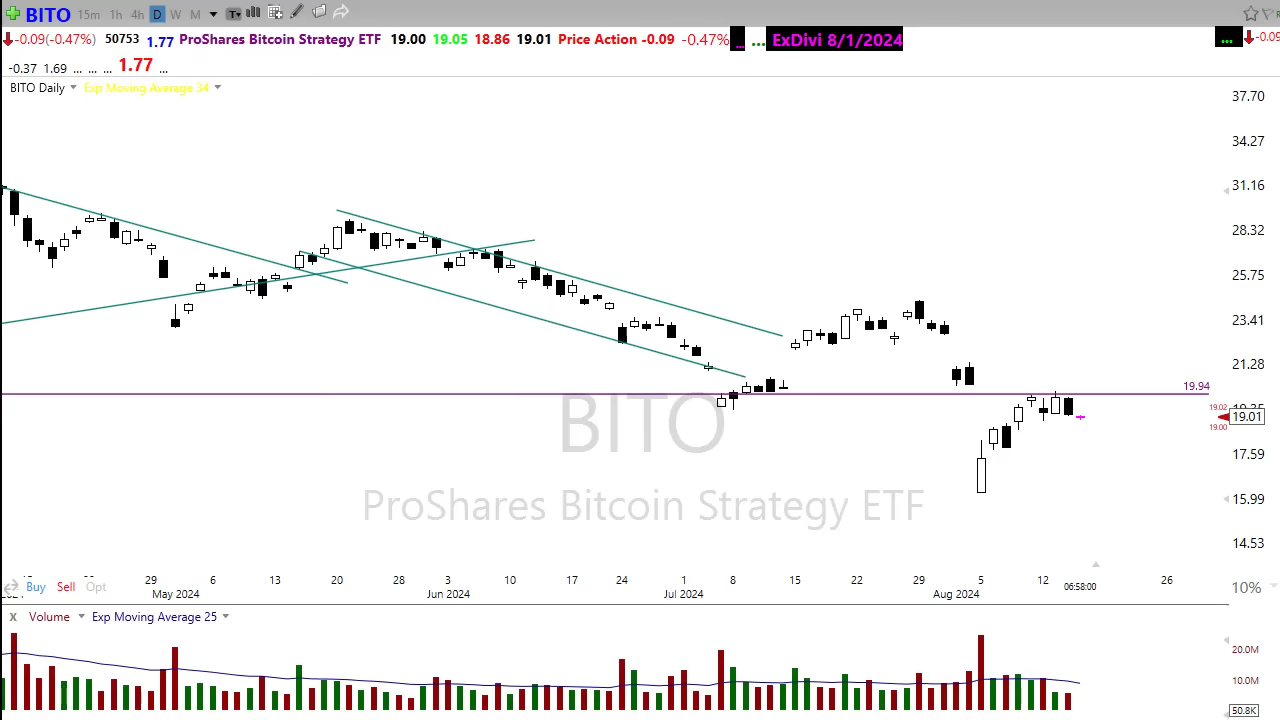 BITO 15m 1h 4h D W M T
-0.09(-0.47%) 50753 1.77 ProShares Bitcoin Strategy ETF 19.00 19.05 18.86 19.01 Price Action -0.09 -0.47% ... ... ExDivi 8/1/2024 ... -0.09
-0.37 1.69 ... ... ... 1.77 ...
BITO Daily Exp Moving Average 34
37.70
34.27
31.16
28.32
25.75
23.41
21.28
19.94
19.02
19.01
19.00
17.59
15.99
14.53
BITO
ProShares Bitcoin Strategy ETF
29 6 13 20 28 3 10 17 24 1 8 15 22 29 5 12 06:58:00 26
Buy Sell Opt 10%
May 2024 Jun 2024 Jul 2024 Aug 2024
X Volume Exp Moving Average 25
20.0M
10.0M
50.8K